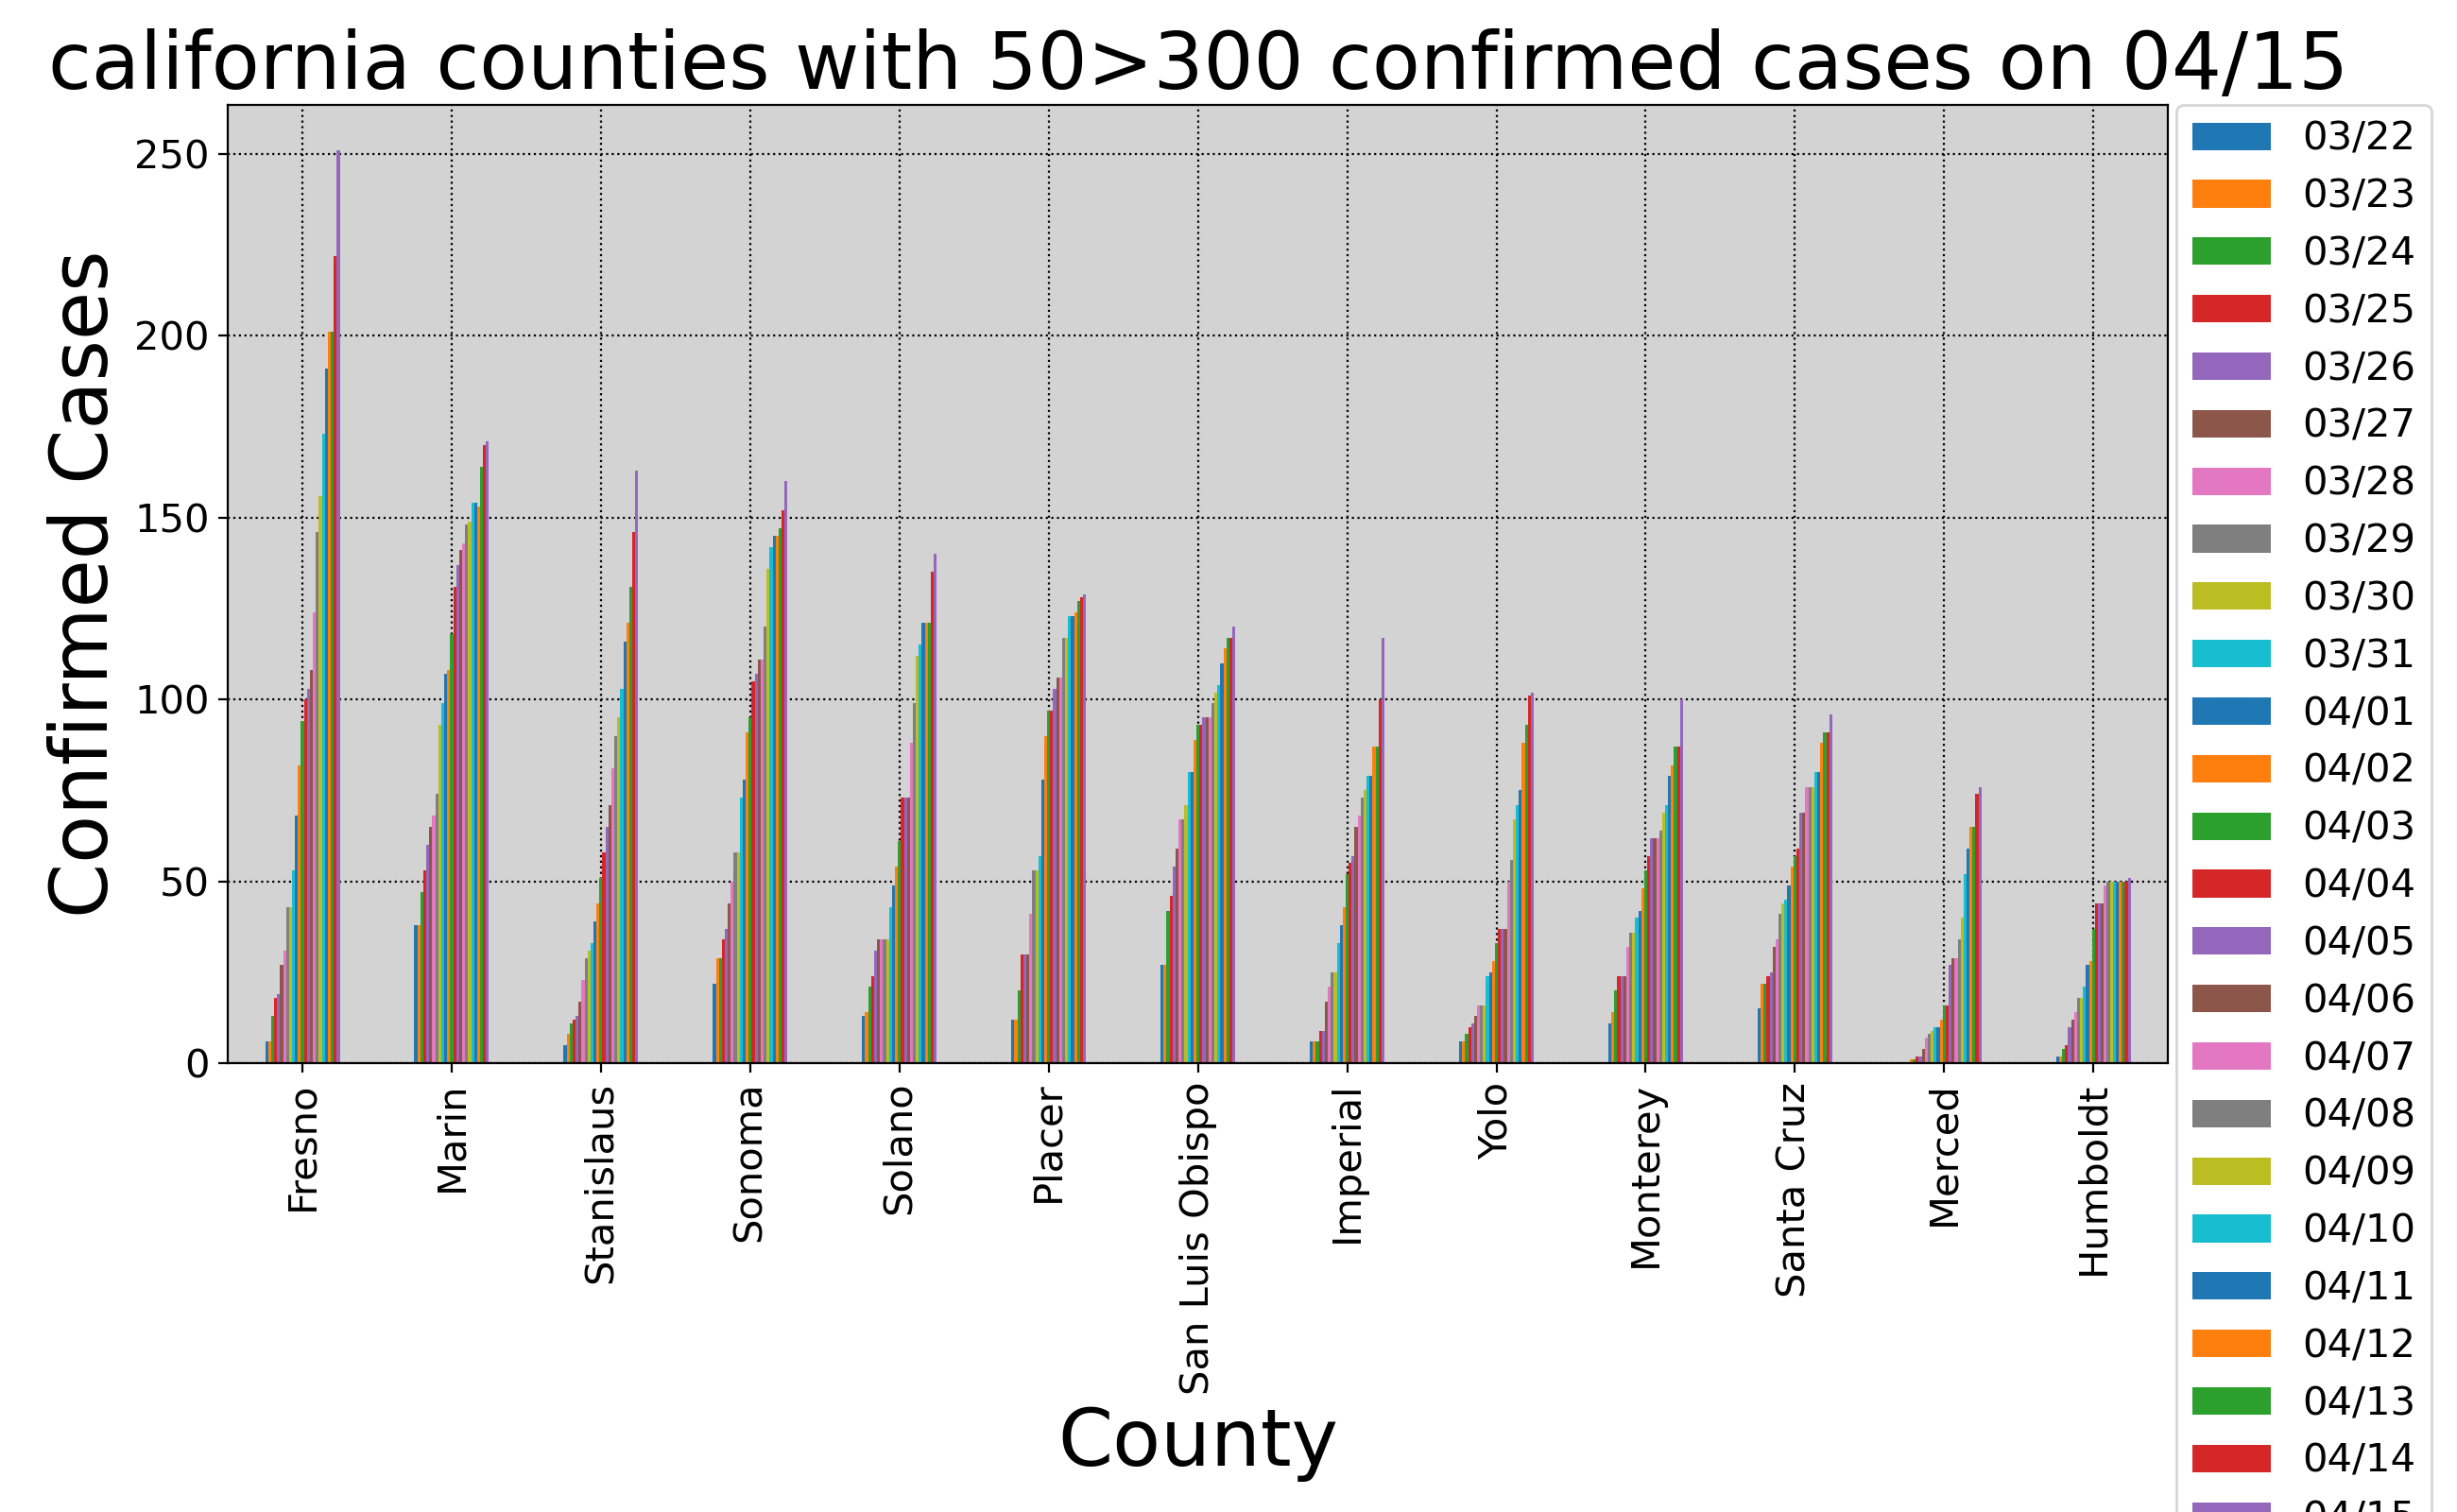 california counties with 50>300 confirmed cases on 04/15
Confirmed Cases
250
200
150
100
50
0
Fresno
Marin
Stanislaus
Sonoma
Solano
Placer
San Luis Obispo
Imperial
Yolo
Monterey
Santa Cruz
Merced
Humboldt
County
03/22
03/23
03/24
03/25
03/26
03/27
03/28
03/29
03/30
03/31
04/01
04/02
04/03
04/04
04/05
04/06
04/07
04/08
04/09
04/10
04/11
04/12
04/13
04/14
04/15